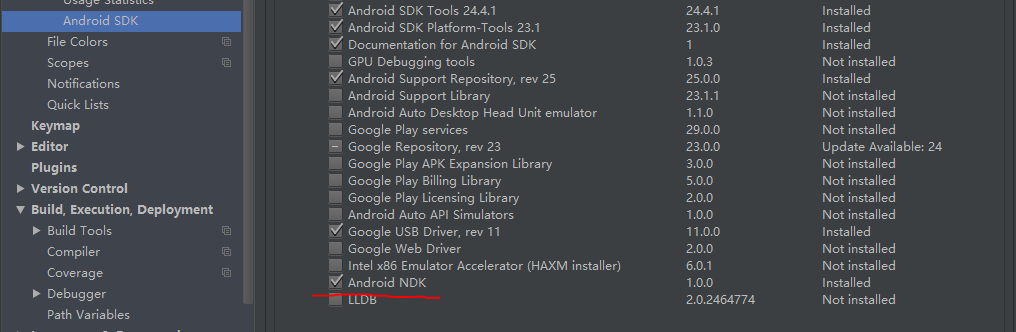 Usage Statistics
Android SDK
File Colors
Scopes
Notifications
Quick Lists
Keymap
Editor
Plugins
Version Control
Build, Execution, Deployment
Build Tools
Compiler
Coverage
Debugger
Path Variables
Android SDK Tools 24.4.1 24.4.1 Installed
Android SDK Platform-Tools 23.1 23.1.0 Installed
Documentation for Android SDK 1 Installed
GPU Debugging tools 1.0.3 Not installed
Android Support Repository, rev 25 25.0.0 Installed
Android Support Library 23.1.1 Not installed
Android Auto Desktop Head Unit emulator 1.1.0 Not installed
Google Play services 29.0.0 Not installed
Google Repository, rev 23 23.0.0 Update Available: 24
Google Play APK Expansion Library 3.0.0 Not installed
Google Play Billing Library 5.0.0 Not installed
Google Play Licensing Library 2.0.0 Not installed
Android Auto API Simulators 1.0.0 Not installed
Google USB Driver, rev 11 11.0.0 Installed
Google Web Driver 2.0.0 Not installed
Intel x86 Emulator Accelerator (HAXM installer) 6.0.1 Not installed
Android NDK 1.0.0 Installed
LLDB 2.0.2464774 Not installed